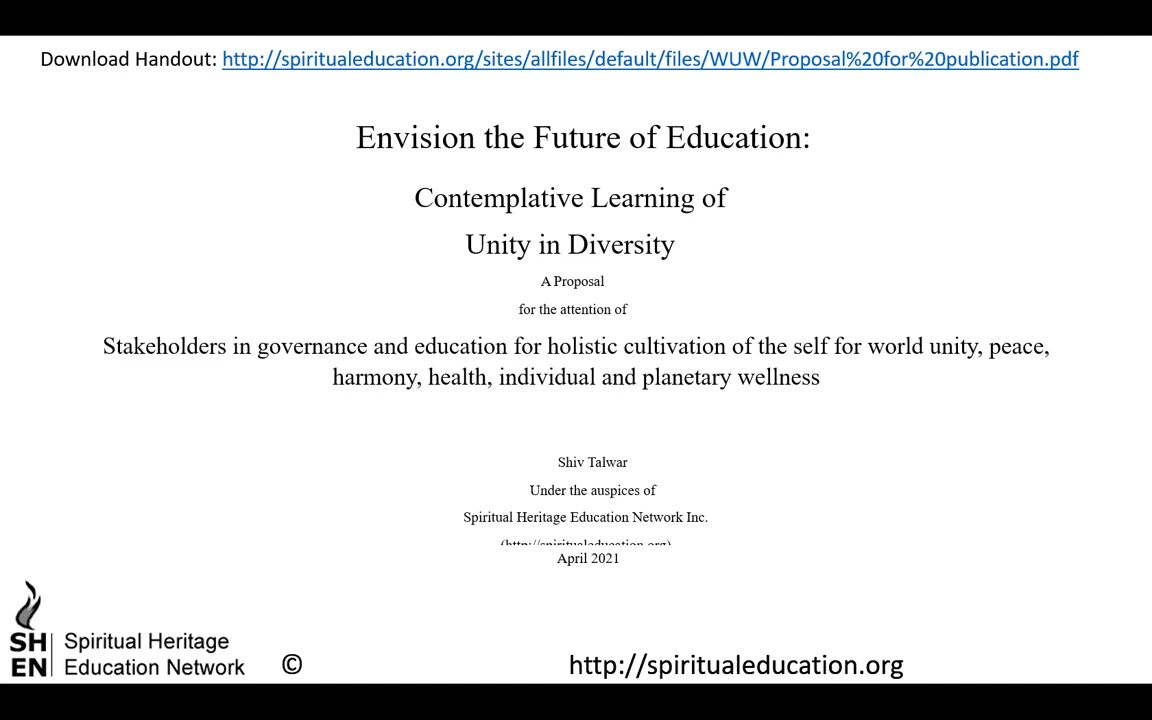 Download Handout: http://spiritualeducation.org/sites/allfiles/default/files/WUW/Proposal%20for%20publication.pdf
Envision the Future of Education:
Contemplative Learning of
Unity in Diversity
A Proposal
for the attention of
Stakeholders in governance and education for holistic cultivation of the self for world unity, peace,
harmony, health, individual and planetary wellness
Shiv Talwar
Under the auspices of
Spiritual Heritage Education Network Inc.
(http://spiritualeducation.org)
April 2021
SH
EN
Spiritual Heritage
Education Network
©
http://spiritualeducation.org